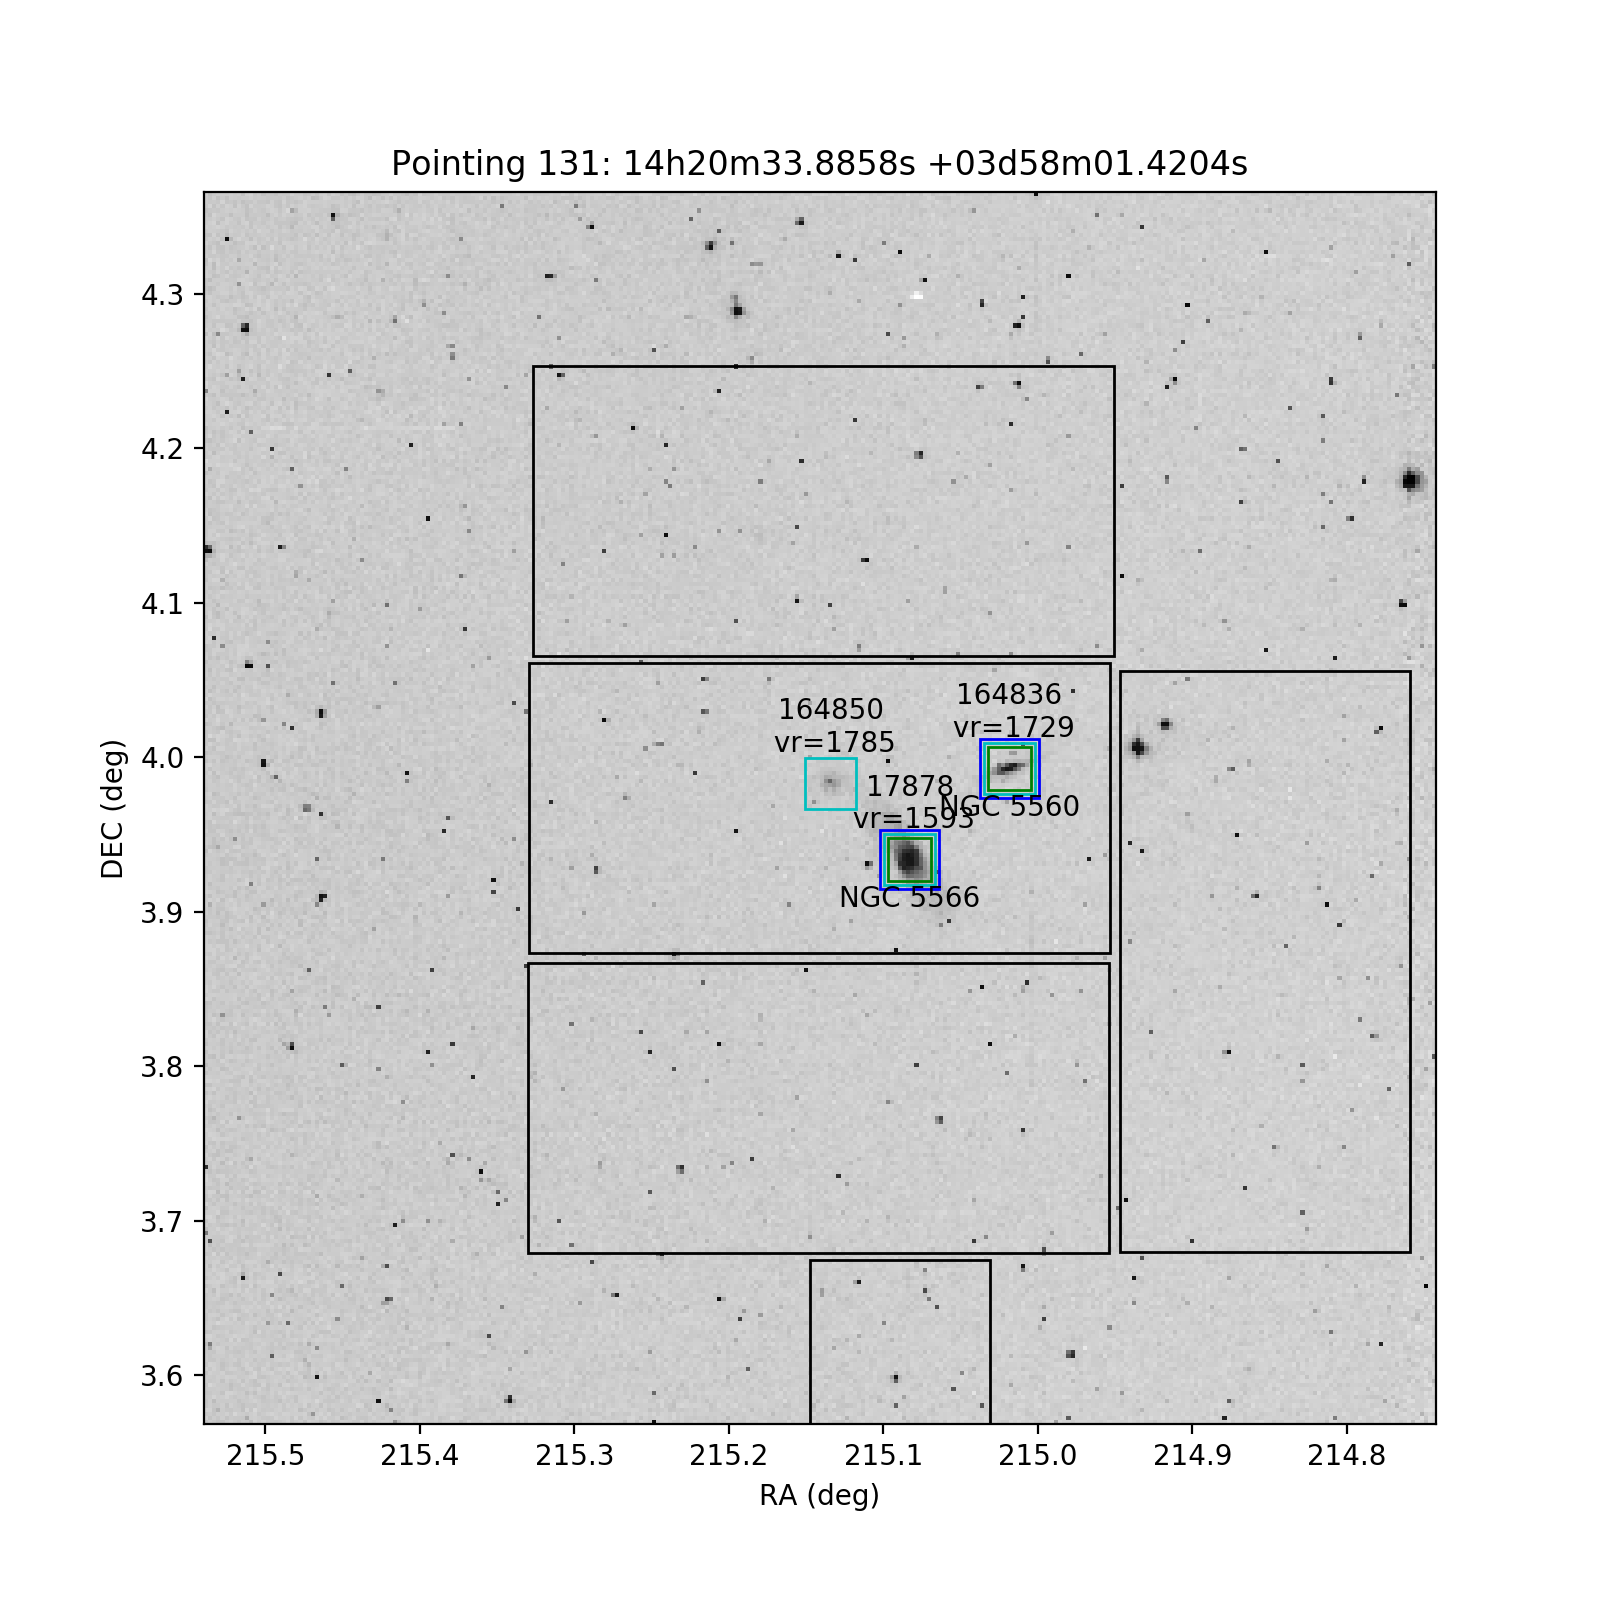 Pointing 131: 14h20m33.8858s +03d58m01.4204s
4.3
4.2
4.1
4.0
3.9
3.8
3.7
3.6
DEC (deg)
164836
vr=1729
164850
vr=1785
17878
NGC 5560
vr=1593
NGC 5566
215.5 215.4 215.3 215.2 215.1 215.0 214.9 214.8
RA (deg)